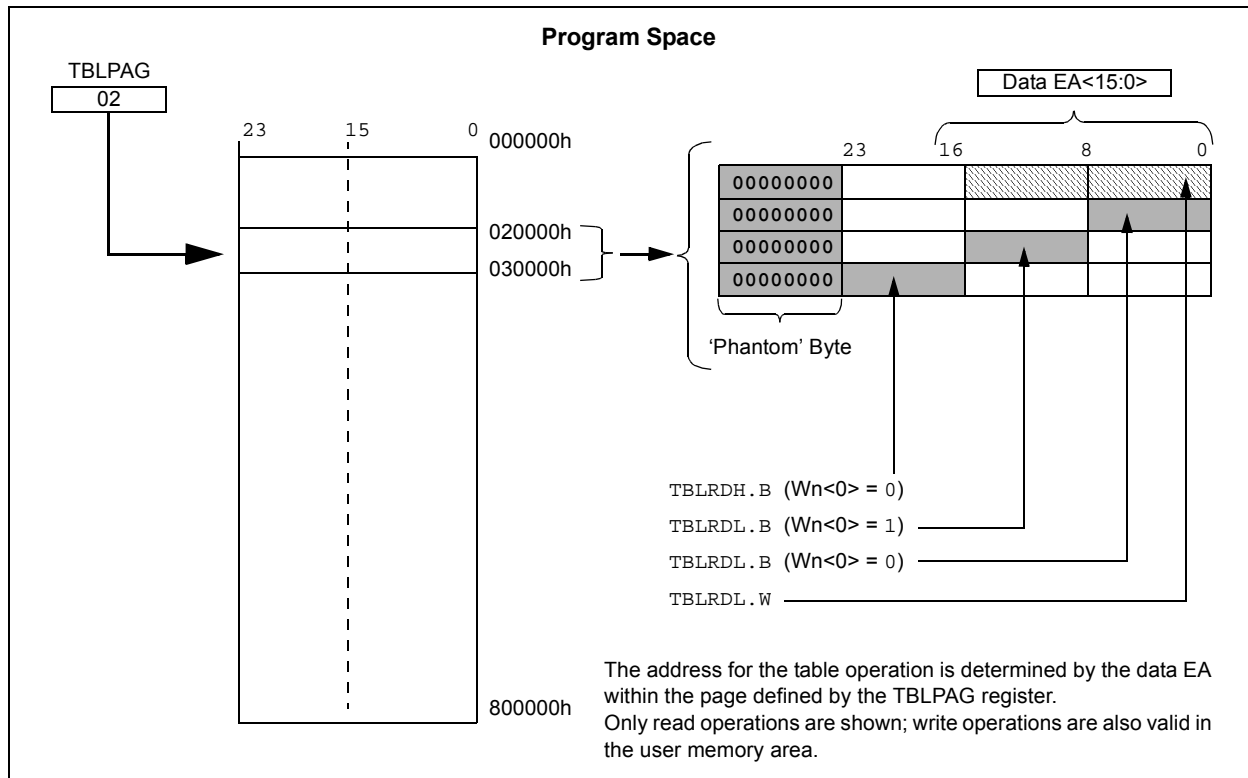 Program Space
TBLPAG
02
Data EA<15:0>
23 15 0
000000h
020000h
030000h
800000h
23 16 8 0
00000000
00000000
00000000
00000000
‘Phantom’ Byte
TBLRDH.B (Wn<0> = 0)
TBLRDL.B (Wn<0> = 1)
TBLRDL.B (Wn<0> = 0)
TBLRDL.W
The address for the table operation is determined by the data EA
within the page defined by the TBLPAG register.
Only read operations are shown; write operations are also valid in
the user memory area.